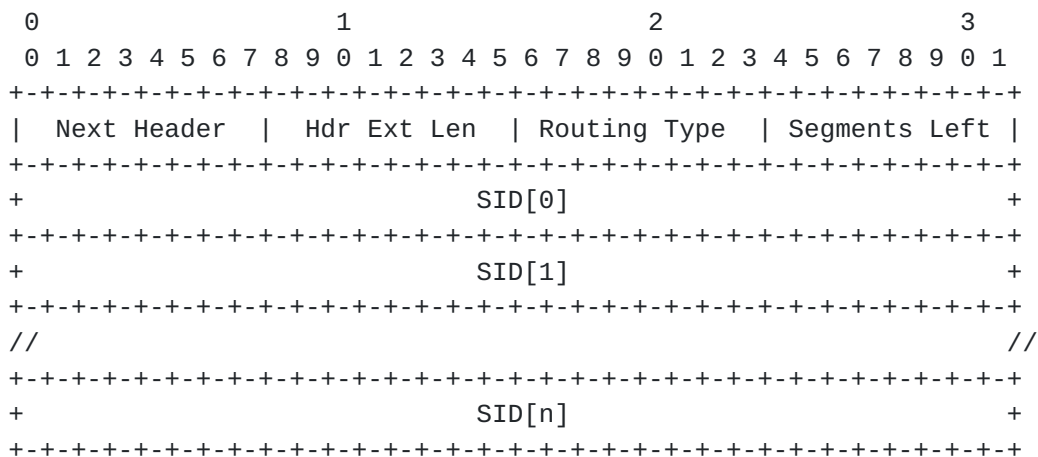 0                   1                   2                   3
 0 1 2 3 4 5 6 7 8 9 0 1 2 3 4 5 6 7 8 9 0 1 2 3 4 5 6 7 8 9 0 1
+-+-+-+-+-+-+-+-+-+-+-+-+-+-+-+-+-+-+-+-+-+-+-+-+-+-+-+-+-+-+-+-+
|  Next Header  |  Hdr Ext Len  | Routing Type  | Segments Left |
+-+-+-+-+-+-+-+-+-+-+-+-+-+-+-+-+-+-+-+-+-+-+-+-+-+-+-+-+-+-+-+-+
+                             SID[0]                            +
+-+-+-+-+-+-+-+-+-+-+-+-+-+-+-+-+-+-+-+-+-+-+-+-+-+-+-+-+-+-+-+-+
+                             SID[1]                            +
+-+-+-+-+-+-+-+-+-+-+-+-+-+-+-+-+-+-+-+-+-+-+-+-+-+-+-+-+-+-+-+-+
//                                                              //
+-+-+-+-+-+-+-+-+-+-+-+-+-+-+-+-+-+-+-+-+-+-+-+-+-+-+-+-+-+-+-+-+
+                             SID[n]                            +
+-+-+-+-+-+-+-+-+-+-+-+-+-+-+-+-+-+-+-+-+-+-+-+-+-+-+-+-+-+-+-+-+